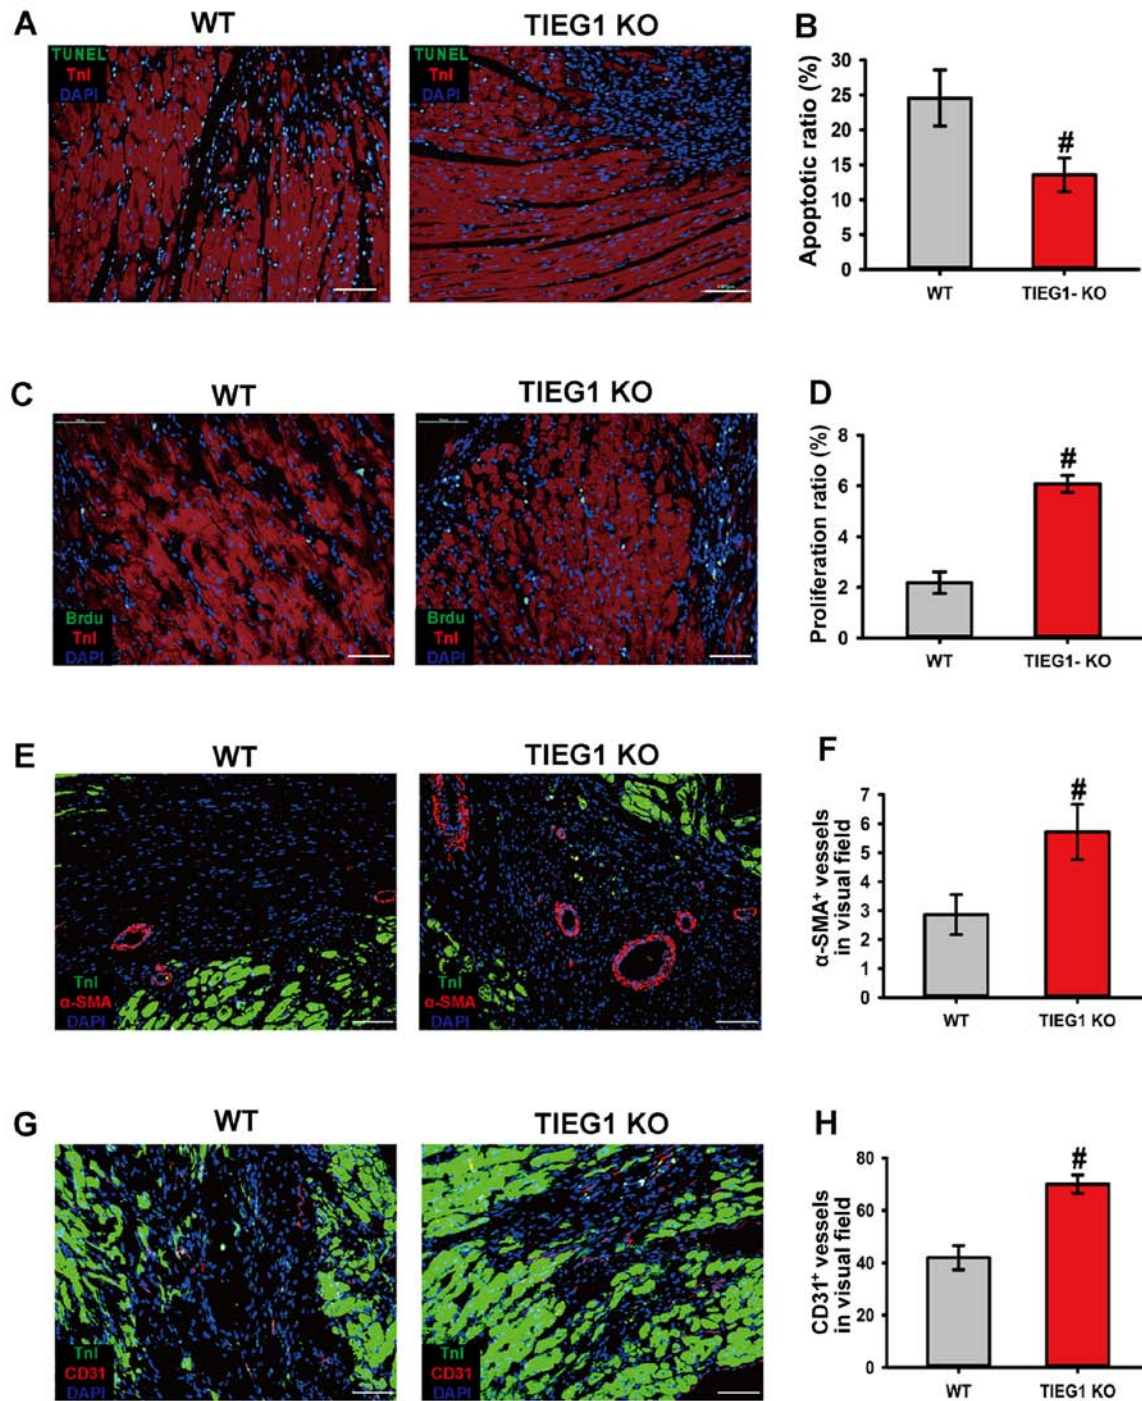 A
WT
TIEG1 KO
TUNEL
TnI
DAPI
TUNEL
TnI
DAPI
B
Apoptotic ratio (%)
30
25
20
15
10
5
0
#
WT
TIEG1- KO
C
WT
TIEG1 KO
Brdu
TnI
DAPI
Brdu
TnI
DAPI
D
Proliferation ratio (%)
8
6
4
2
0
#
WT
TIEG1- KO
E
WT
TIEG1 KO
TnI
α-SMA
DAPI
TnI
α-SMA
DAPI
F
α-SMA⁺ vessels
in visual field
7
6
5
4
3
2
1
0
#
WT
TIEG1 KO
G
WT
TIEG1 KO
TnI
CD31
DAPI
TnI
CD31
DAPI
H
CD31⁺ vessels
in visual field
80
60
40
20
0
#
WT
TIEG1 KO